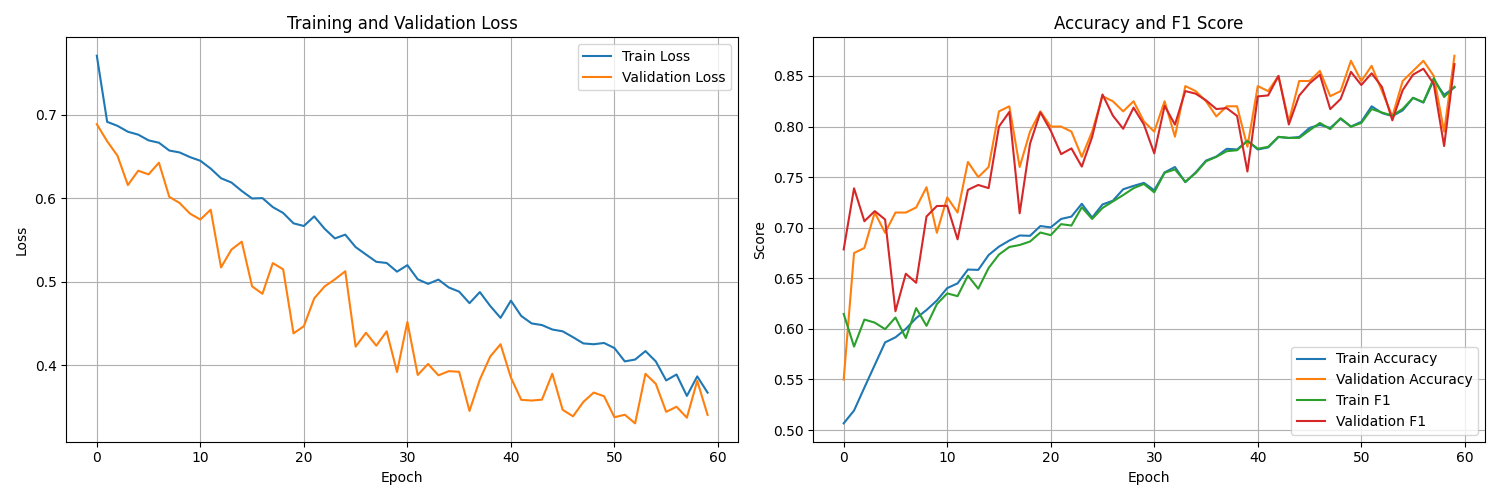 Training and Validation Loss
Train Loss
Validation Loss
0.7
0.6
0.5
0.4
Loss
0 10 20 30 40 50 60
Epoch
Accuracy and F1 Score
0.85
0.80
0.75
0.70
0.65
0.60
0.55
0.50
Score
Train Accuracy
Validation Accuracy
Train F1
Validation F1
0 10 20 30 40 50 60
Epoch